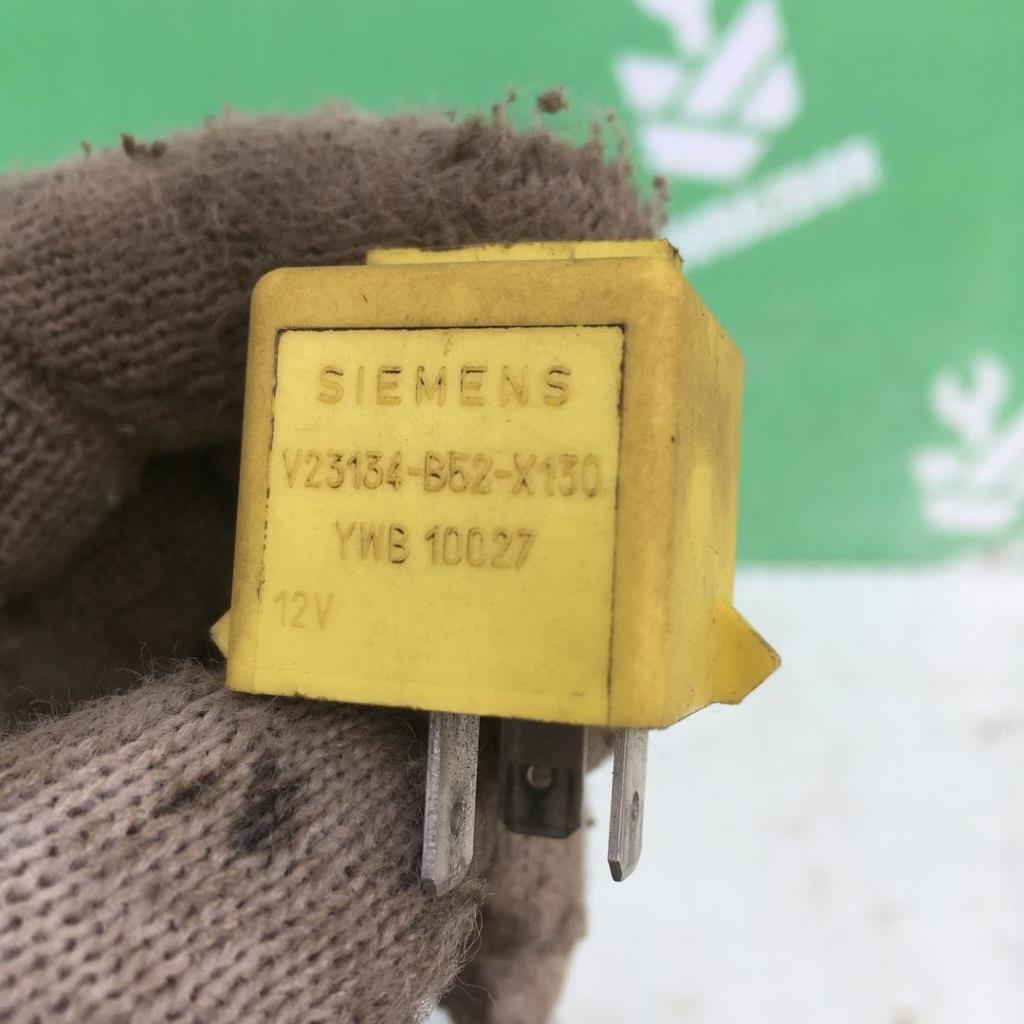 SIEMENS
V23134-B52-X130
YWB 10027
12V